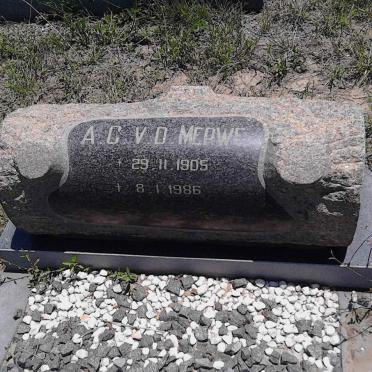 A G V D MERWE
* 29.11.1905
† 8.1.1986